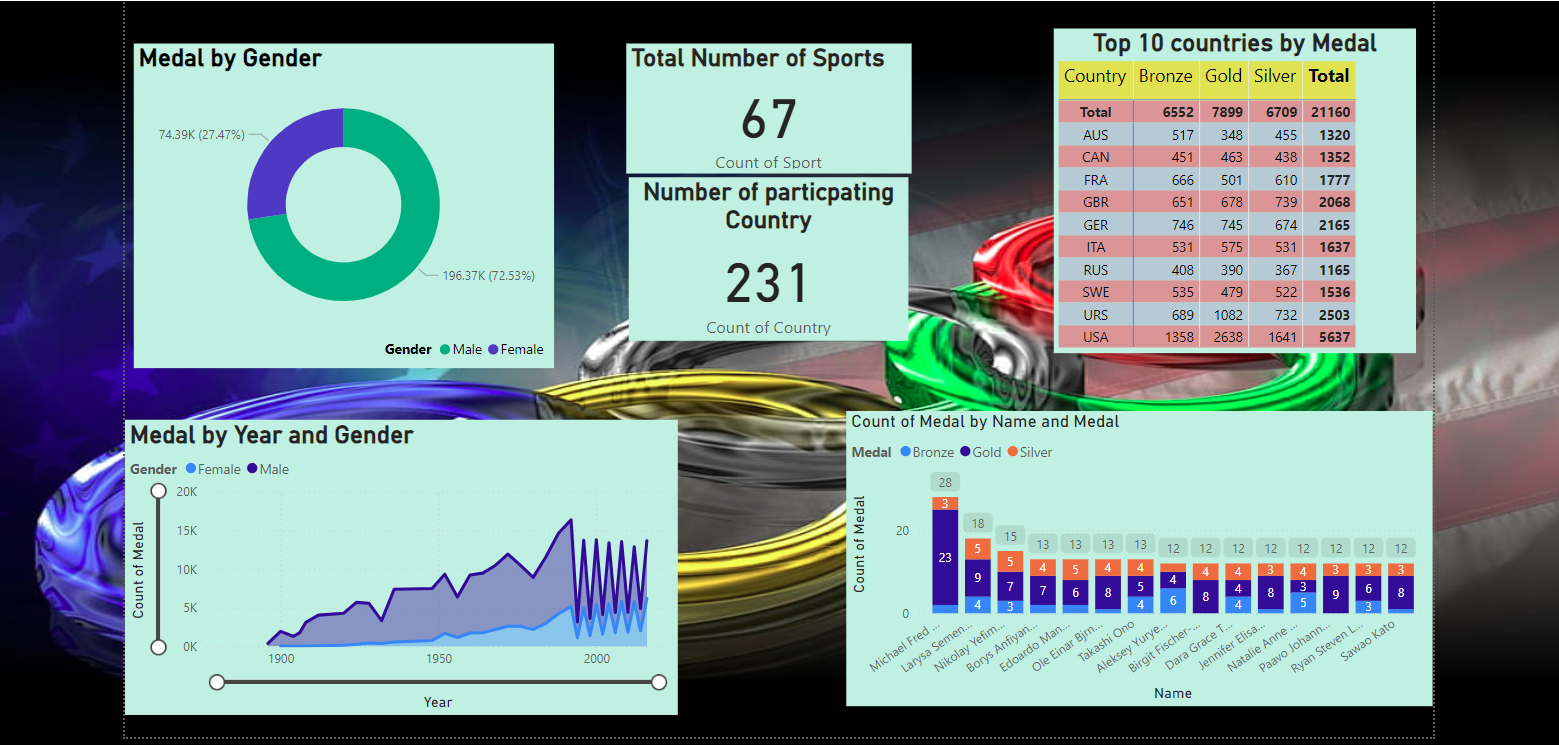 Medal by Gender
74.39K (27.47%)
196.37K (72.53%)
Gender Male Female
Total Number of Sports
67
Count of Sport
Number of particpating
Country
231
Count of Country
Top 10 countries by Medal
Country Bronze Gold Silver Total
Total 6552 7899 6709 21160
AUS 517 348 455 1320
CAN 451 463 438 1352
FRA 666 501 610 1777
GBR 651 678 739 2068
GER 746 745 674 2165
ITA 531 575 531 1637
RUS 408 390 367 1165
SWE 535 479 522 1536
URS 689 1082 732 2503
USA 1358 2638 1641 5637
Medal by Year and Gender
Gender Female Male
Count of Medal
20K
15K
10K
5K
0K
1900 1950 2000
Year
Count of Medal by Name and Medal
Medal Bronze Gold Silver
Count of Medal
20
0
28 18 15 13 13 13 13 12 12 12 12 12 12 12 12
3 5 5 4 5 4 4 4 4 3 3 3 3 3
23 9 7 7 6 8 5 4 8 4 8 3 9 6 8
4 3 4 6 4 5 3
Michael Fred ...
Larysa Semen...
Nikolay Yefim...
Borys Anfiyan...
Edoardo Man...
Ole Einar Bjrn...
Takashi Ono
Aleksey Yurye...
Birgit Fischer-...
Dara Grace T...
Jennifer Elisa...
Natalie Anne ...
Paavo Johann...
Ryan Steven L...
Sawao Kato
Name